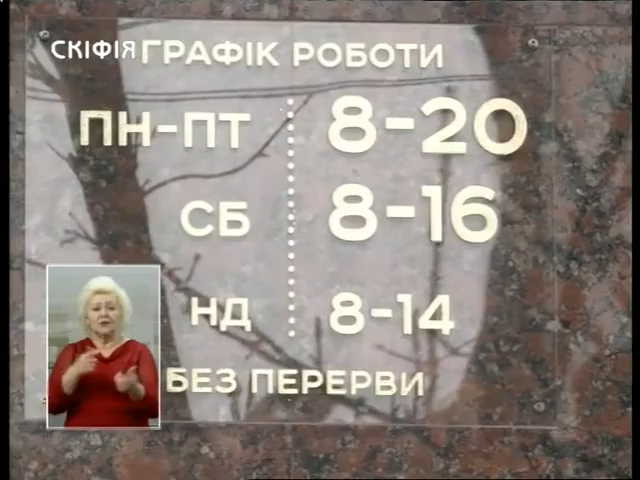 СКІФІЯ
ГРАФІК РОБОТИ
ПН-ПТ 8-20
СБ 8-16
НД 8-14
БЕЗ ПЕРЕРВИ